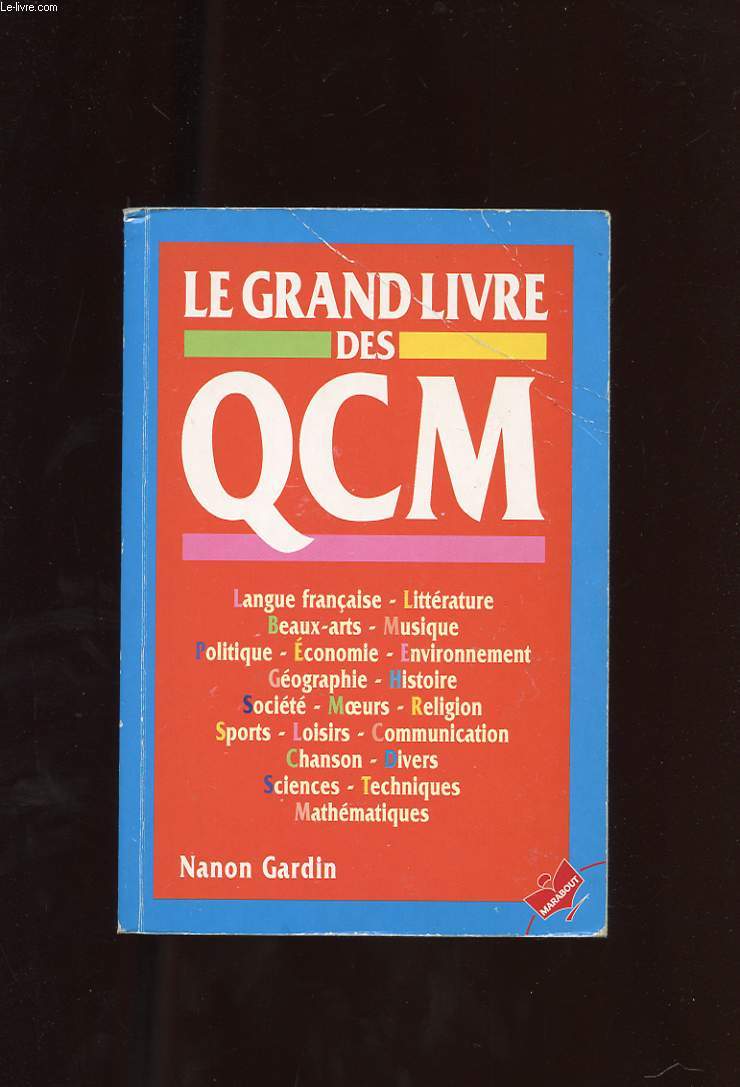 Le-livre.com
LE GRAND LIVRE
DES
QCM
Langue française - Littérature
Beaux-arts - Musique
Politique - Économie - Environnement
Géographie - Histoire
Société - Mœurs - Religion
Sports - Loisirs - Communication
Chanson - Divers
Sciences - Techniques
Mathématiques
Nanon Gardin
MARABOUT